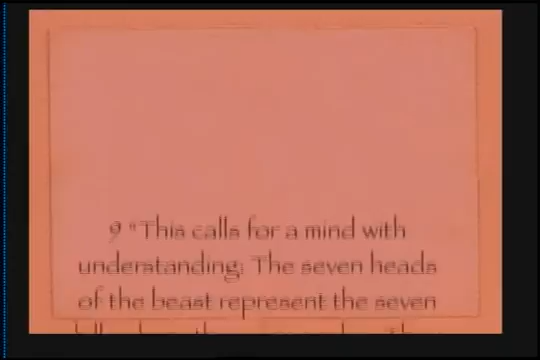 9 "This calls for a mind with
understanding: The seven heads
of the beast represent the seven